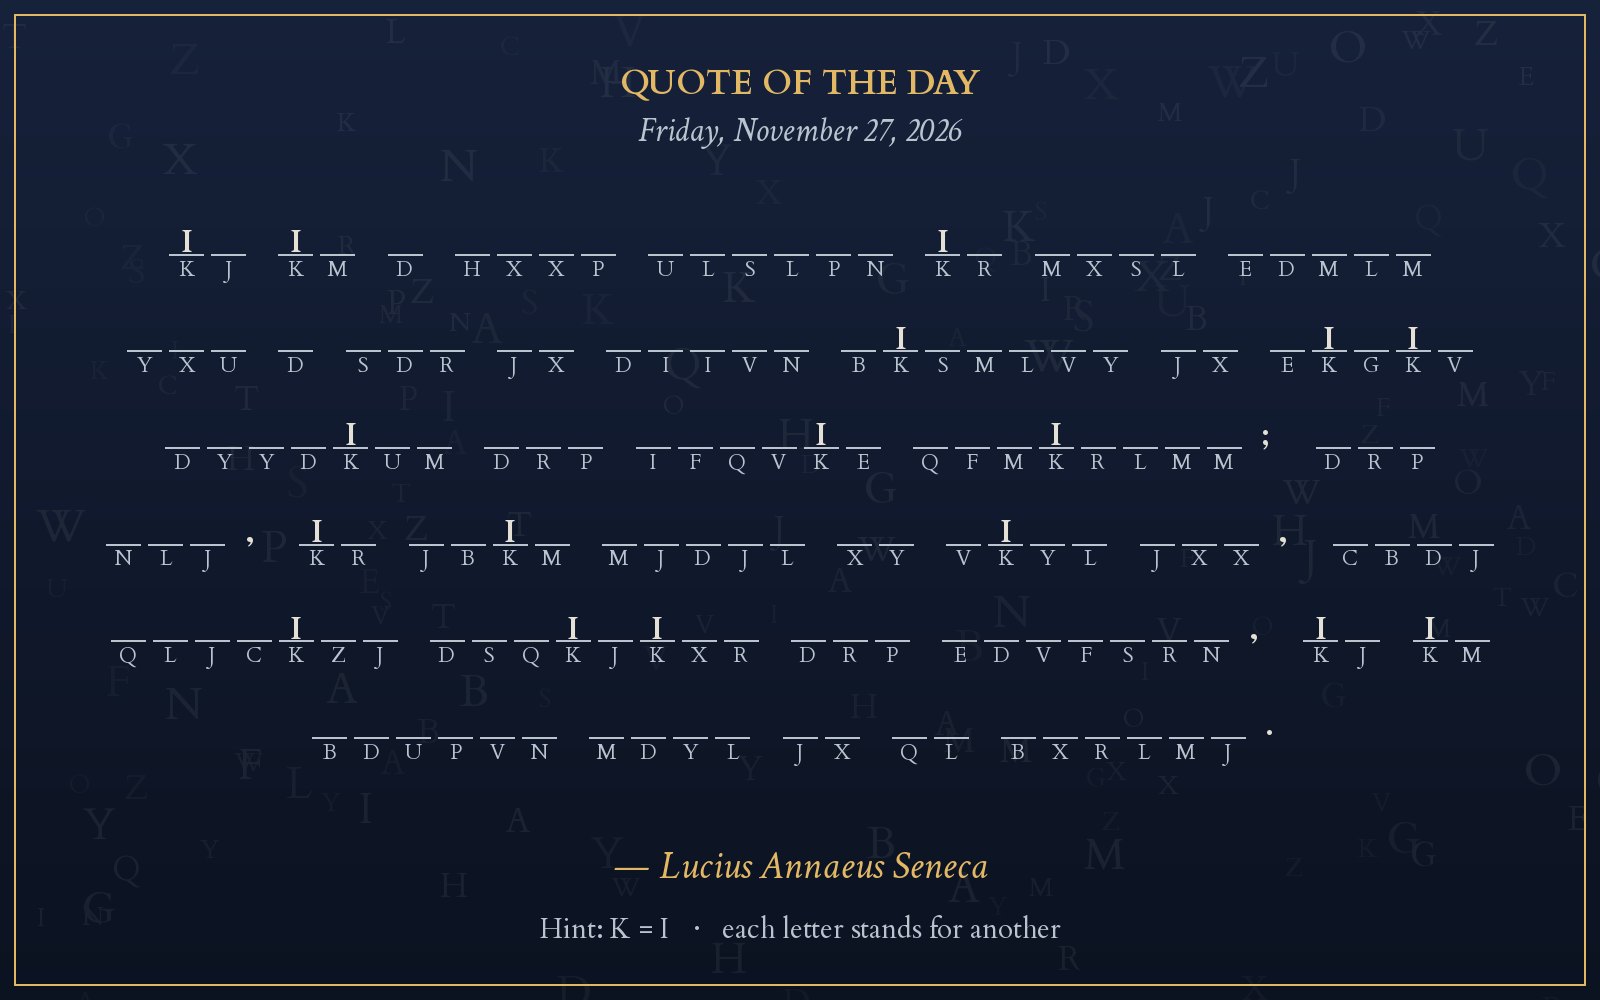 QUOTE OF THE DAY
Friday, November 27, 2026
I I I
KJ KM D HXXP ULSLPN KR MXSL EDMLM
I I I
YXU D SDR JX DIIVN BKSMLVY JX EKGKV
I I I ;
DYYDKUM DRP IFQVKE QFMKRLMM DRP
, I I I ,
NLJ KR JBKM MJDJL XY VKYL JXX CBDJ
I I I , I I
QLJCKZJ DSQKJKXR DRP EDVFSRN KJ KM
.
BDUPVN MDYL JX QL BXRLMJ
— Lucius Annaeus Seneca
Hint: K = I · each letter stands for another